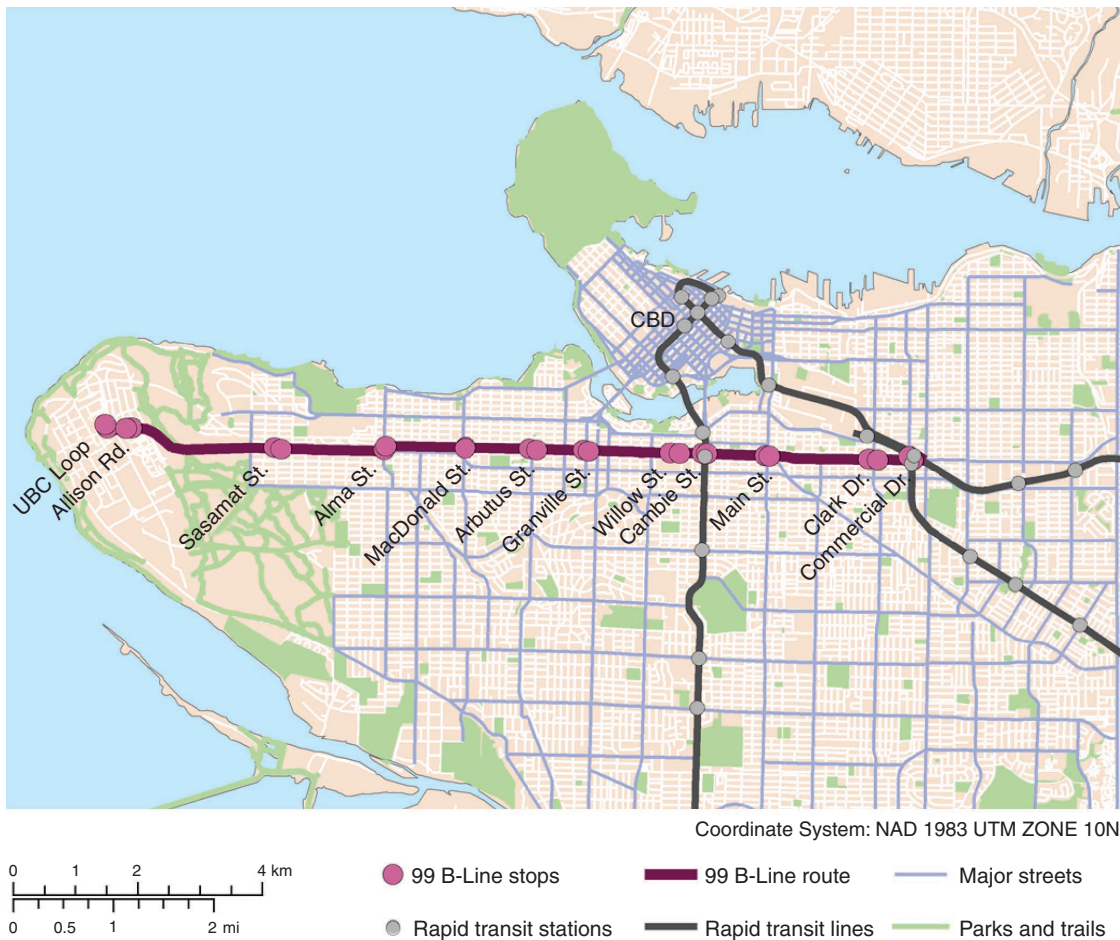 CBD
UBC Loop
Allison Rd.
Sasamat St.
Alma St.
MacDonald St.
Arbutus St.
Granville St.
Willow St.
Cambie St.
Main St.
Clark Dr.
Commercial Dr.
Coordinate System: NAD 1983 UTM ZONE 10N
0 1 2 4 km
0 0.5 1 2 mi
99 B-Line stops
99 B-Line route
Major streets
Rapid transit stations
Rapid transit lines
Parks and trails